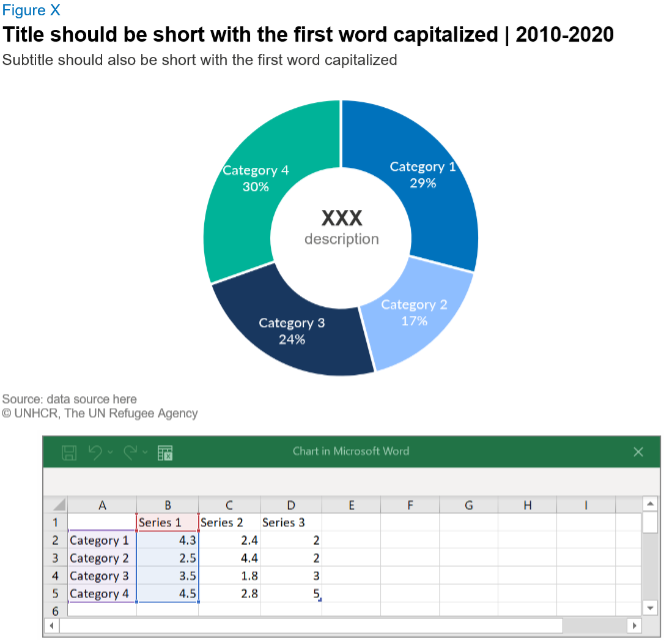 Figure X
Title should be short with the first word capitalized | 2010-2020
Subtitle should also be short with the first word capitalized
Category 1
29%
Category 4
30%
XXX
description
Category 2
17%
Category 3
24%
Source: data source here
© UNHCR, The UN Refugee Agency
Chart in Microsoft Word
A B C D E F G H I
1 Series 1 Series 2 Series 3
2 Category 1 4.3 2.4 2
3 Category 2 2.5 4.4 2
4 Category 3 3.5 1.8 3
5 Category 4 4.5 2.8 5
6